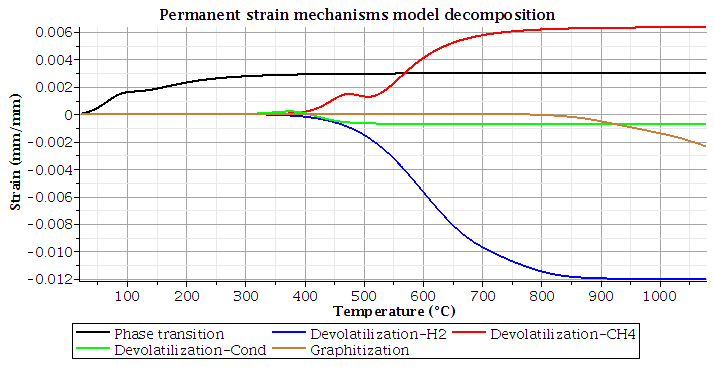 Permanent strain mechanisms model decomposition
0.006
0.004
0.002
0
-0.002
-0.004
-0.006
-0.008
-0.010
-0.012
Strain (mm/mm)
100 200 300 400 500 600 700 800 900 1000
Temperature (°C)
Phase transition Devolatilization-H2 Devolatilization-CH4
Devolatilization-Cond Graphitization